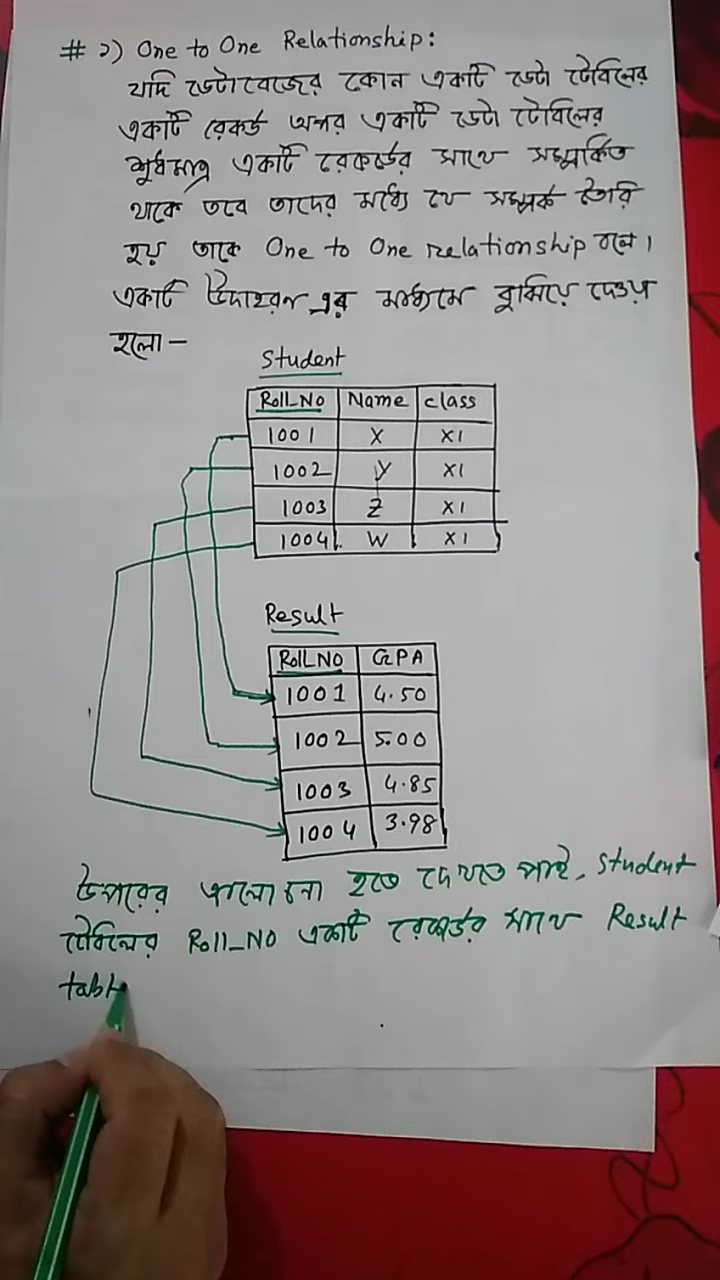 # ১) One to One Relationship:
যদি ডেটাবেজের কোন একটি ডেটা টেবিলের
একটি রেকর্ড অপর একটি ডেটা টেবিলের
শুধুমাত্র একটি রেকর্ডের সাথে সম্পর্কিত
থাকে তবে তাদের মধ্যে যে সম্পর্ক তৈরি
হয় তাকে One to One Relationship বলে।
একটি উদাহরণ এর মাধ্যমে বুঝিয়ে দেওয়া
হলো-
Student
Roll_No Name class
1001 X XI
1002 Y XI
1003 Z XI
1004 W XI
Result
Roll_No GPA
1001 4.50
1002 5.00
1003 4.85
1004 3.98
উপরের আলোচনা হতে দেখতে পাই, Student
টেবিলের Roll_No একটি রেকর্ডের সাথে Result